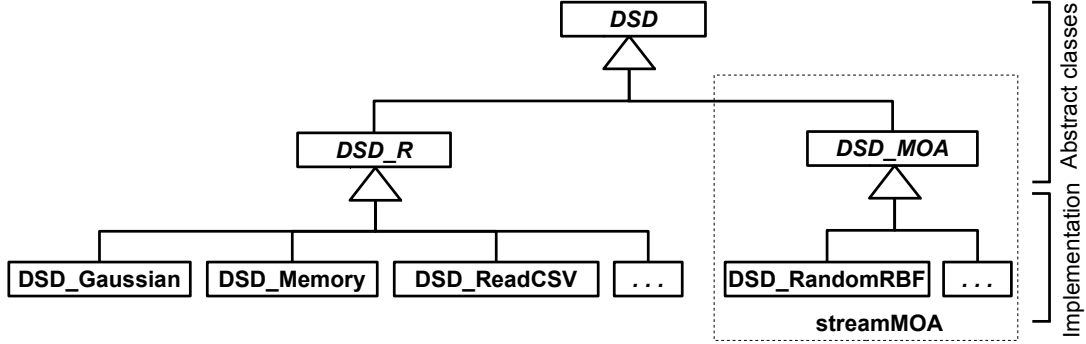 DSD
Abstract classes
DSD_R
DSD_MOA
Implementation
DSD_Gaussian
DSD_Memory
DSD_ReadCSV
. . .
DSD_RandomRBF
. . .
streamMOA